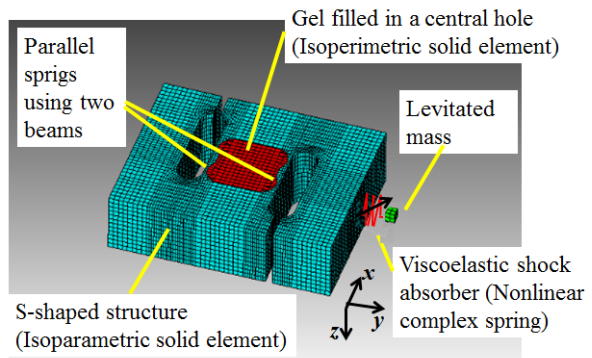 Gel filled in a central hole
(Isoperimetric solid element)
Parallel
sprigs
using two
beams
Levitated
mass
Viscoelastic shock
absorber (Nonlinear
complex spring)
S-shaped structure
(Isoparametric solid element)
x
y
z